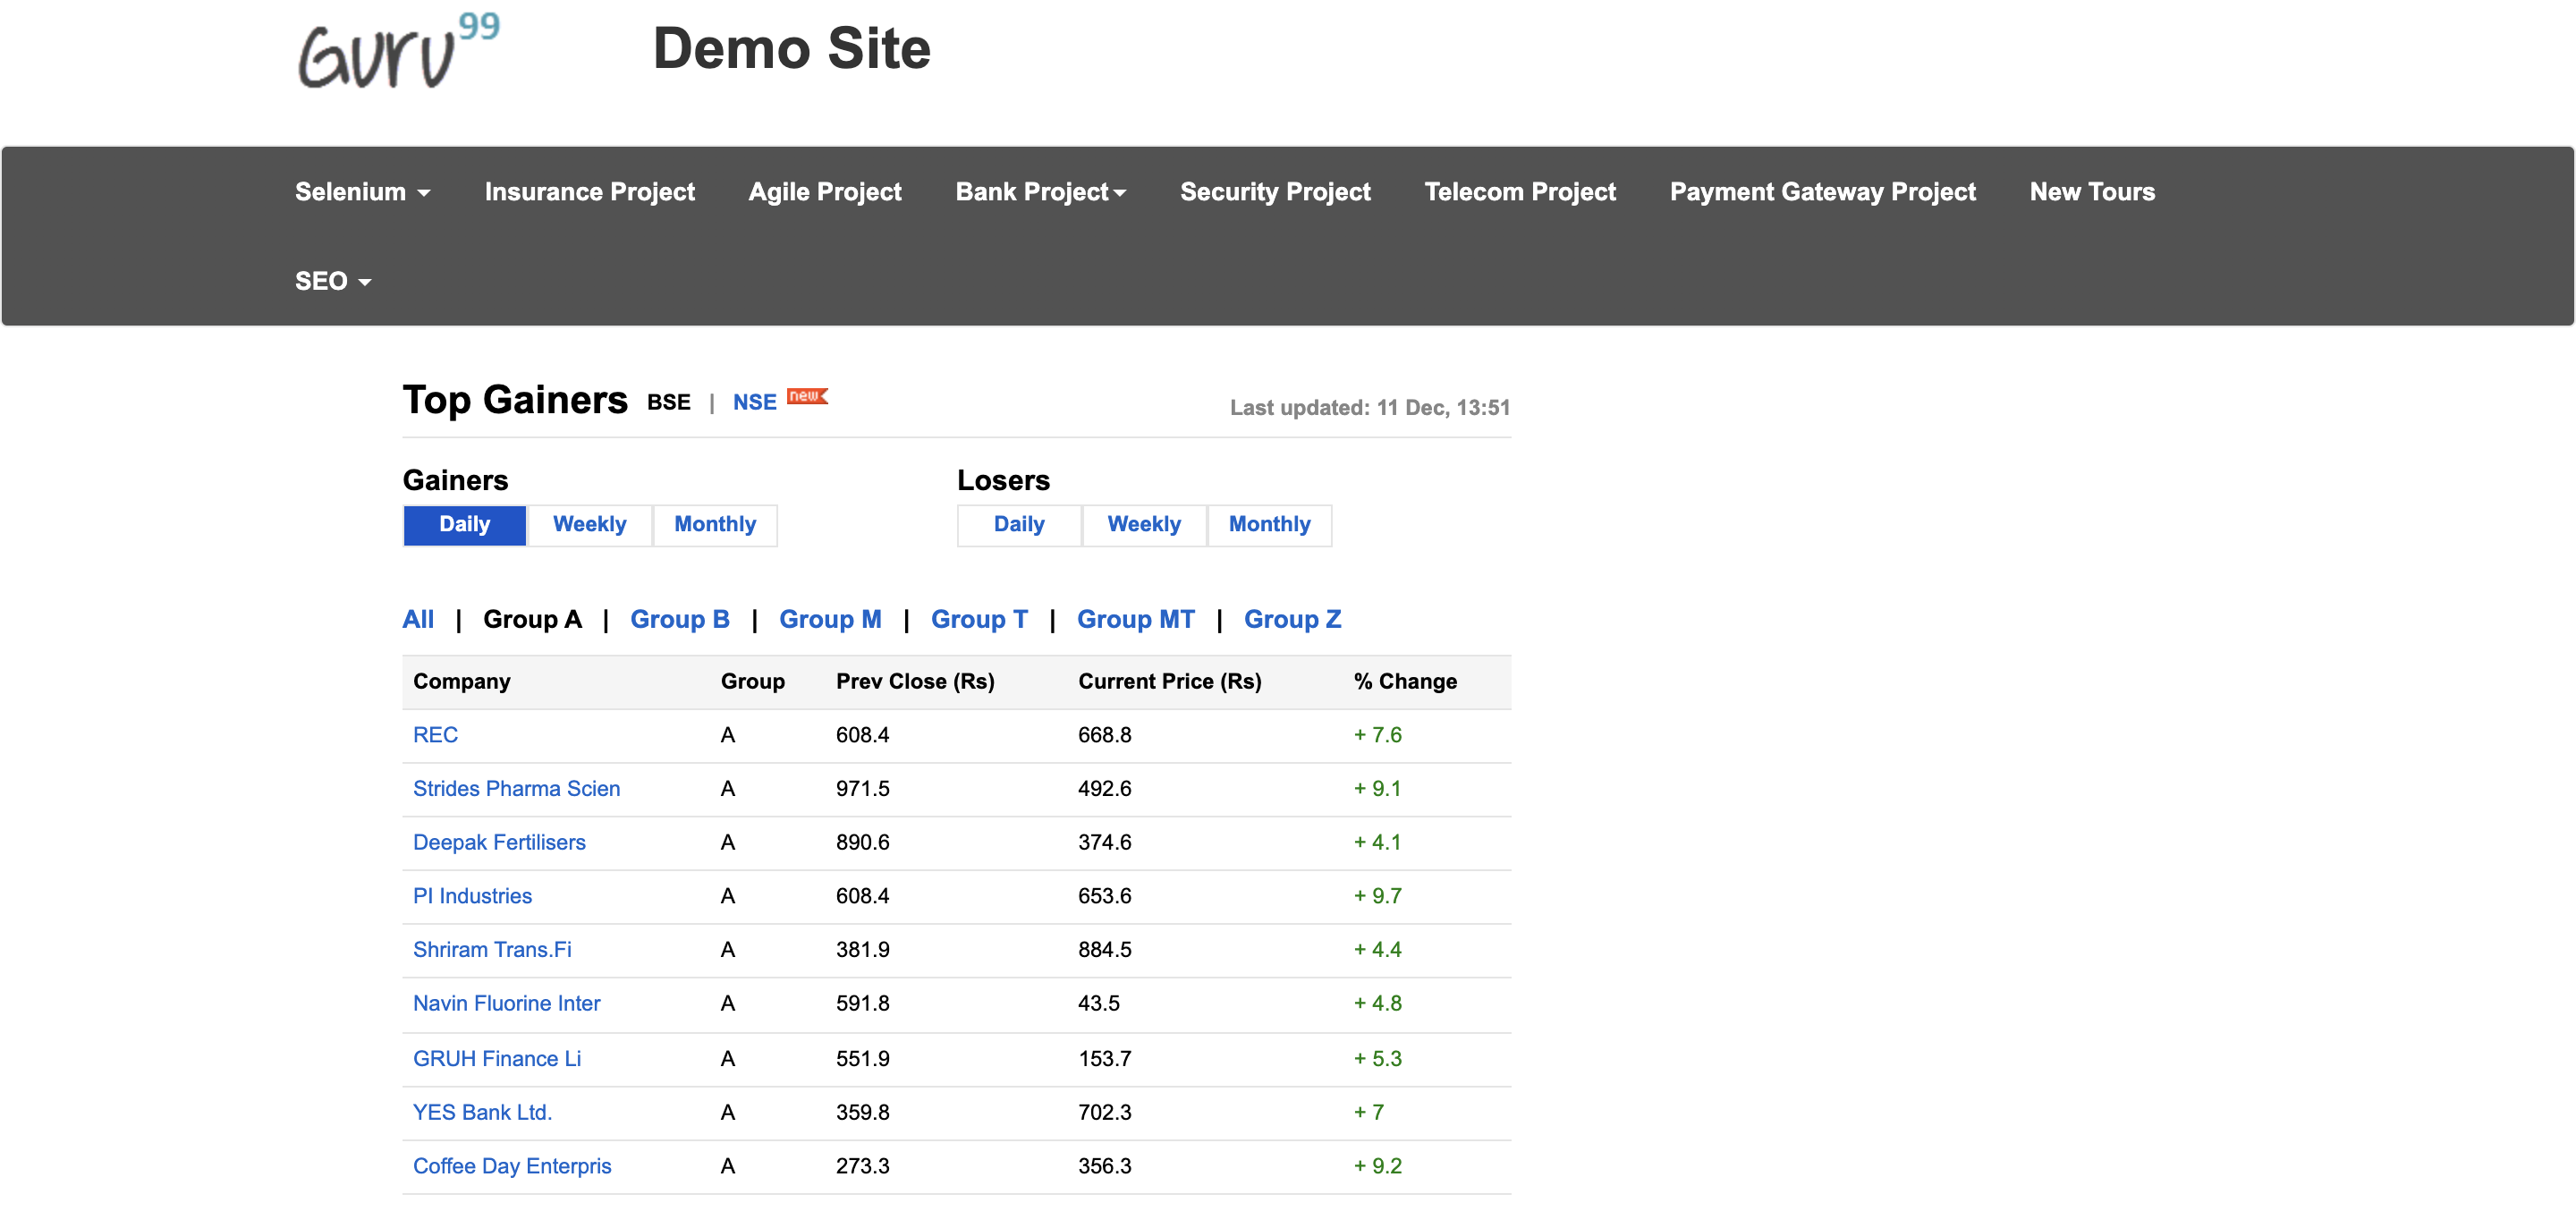 Guru99 Demo Site
Selenium Insurance Project Agile Project Bank Project Security Project Telecom Project Payment Gateway Project New Tours
SEO
Top Gainers BSE | NSE new Last updated: 11 Dec, 13:51
Gainers Losers
Daily Weekly Monthly Daily Weekly Monthly
All | Group A | Group B | Group M | Group T | Group MT | Group Z
Company Group Prev Close (Rs) Current Price (Rs) % Change
REC A 608.4 668.8 + 7.6
Strides Pharma Scien A 971.5 492.6 + 9.1
Deepak Fertilisers A 890.6 374.6 + 4.1
PI Industries A 608.4 653.6 + 9.7
Shriram Trans.Fi A 381.9 884.5 + 4.4
Navin Fluorine Inter A 591.8 43.5 + 4.8
GRUH Finance Li A 551.9 153.7 + 5.3
YES Bank Ltd. A 359.8 702.3 + 7
Coffee Day Enterpris A 273.3 356.3 + 9.2